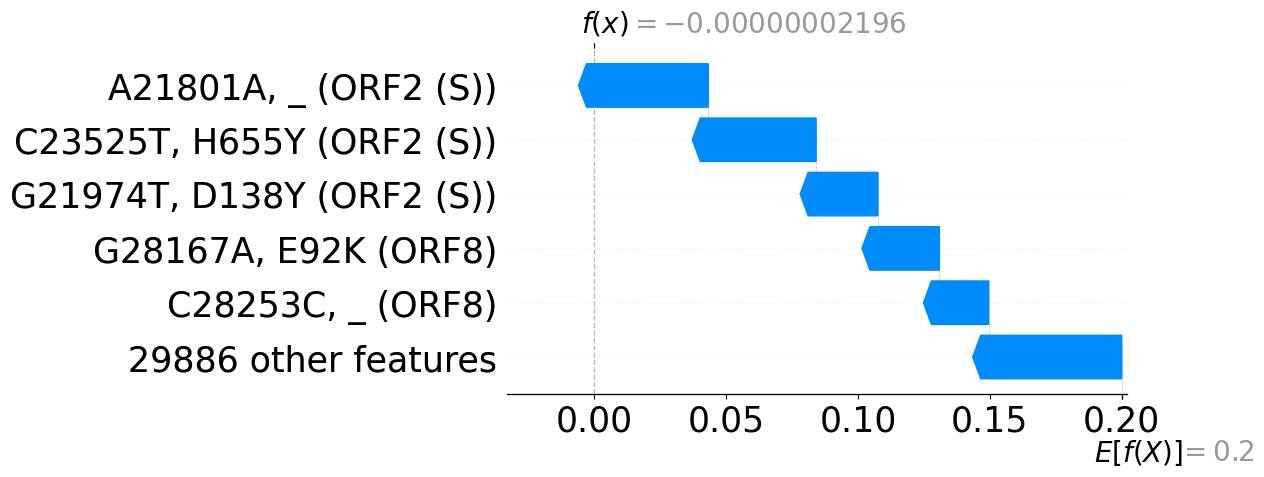 f(x) = −0.00000002196
A21801A, _ (ORF2 (S))
C23525T, H655Y (ORF2 (S))
G21974T, D138Y (ORF2 (S))
G28167A, E92K (ORF8)
C28253C, _ (ORF8)
29886 other features
0.00 0.05 0.10 0.15 0.20
E[f(X)] = 0.2